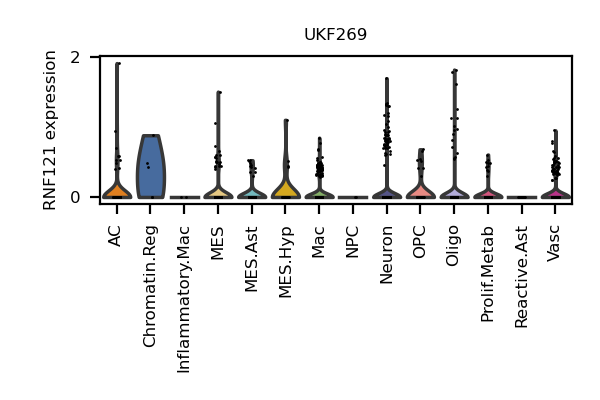 UKF269
RNF121 expression
2
0
AC
Chromatin.Reg
Inflammatory.Mac
MES
MES.Ast
MES.Hyp
Mac
NPC
Neuron
OPC
Oligo
Prolif.Metab
Reactive.Ast
Vasc